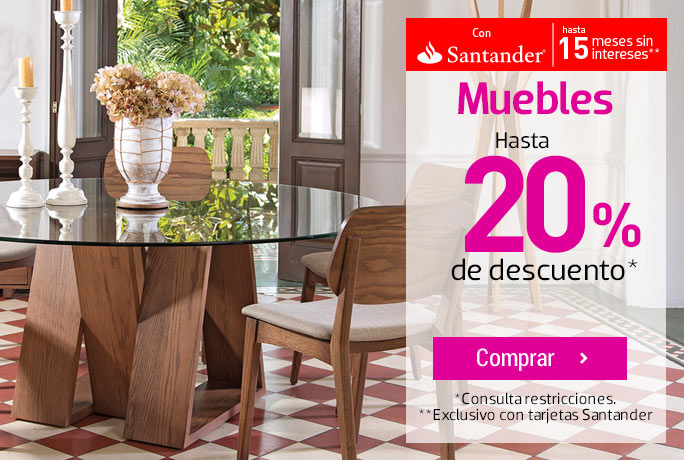 Con
Santander
hasta
15 meses sin
intereses**
Muebles
Hasta
20%
de descuento*
Comprar >
*Consulta restricciones.
**Exclusivo con tarjetas Santander